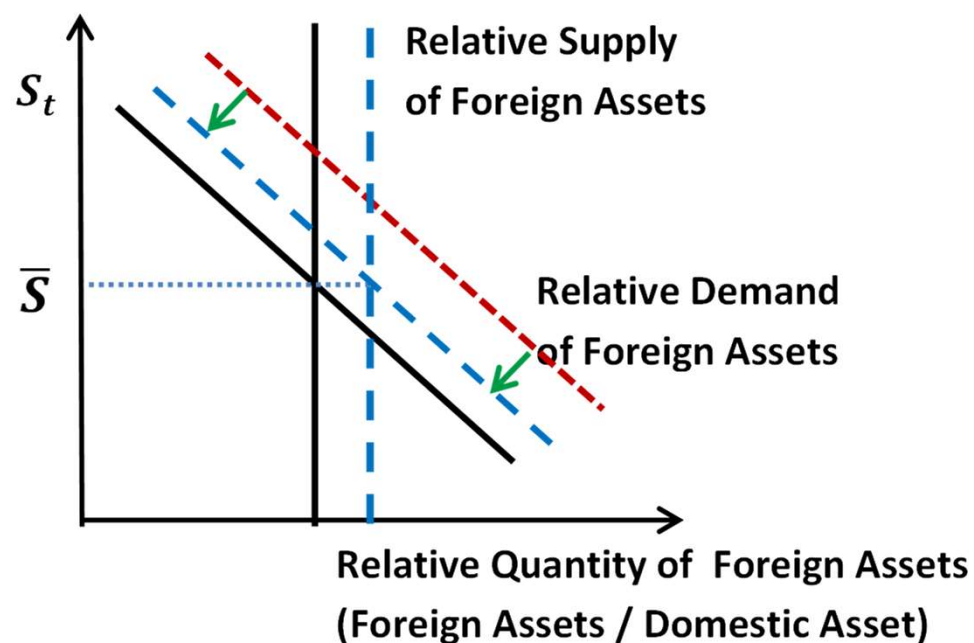 Relative Supply
of Foreign Assets
S_t
S̅
Relative Demand
of Foreign Assets
Relative Quantity of Foreign Assets
(Foreign Assets / Domestic Asset)